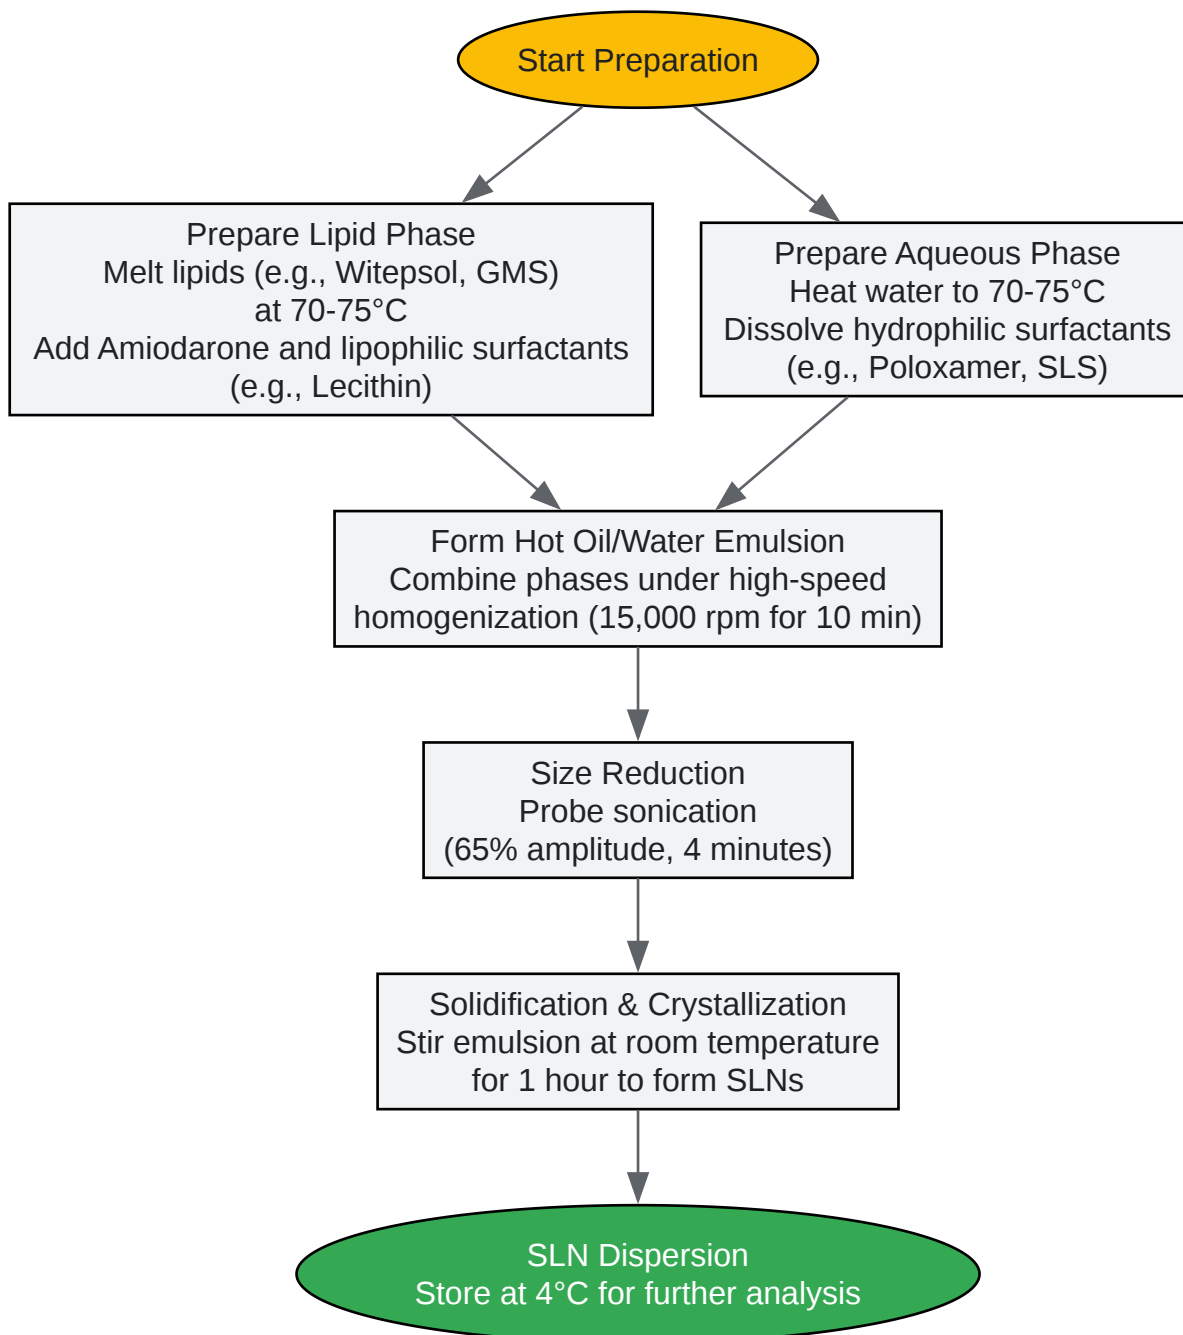 Start Preparation
Prepare Lipid Phase
Melt lipids (e.g., Witepsol, GMS)
at 70-75°C
Add Amiodarone and lipophilic surfactants
(e.g., Lecithin)
Prepare Aqueous Phase
Heat water to 70-75°C
Dissolve hydrophilic surfactants
(e.g., Poloxamer, SLS)
Form Hot Oil/Water Emulsion
Combine phases under high-speed
homogenization (15,000 rpm for 10 min)
Size Reduction
Probe sonication
(65% amplitude, 4 minutes)
Solidification & Crystallization
Stir emulsion at room temperature
for 1 hour to form SLNs
SLN Dispersion
Store at 4°C for further analysis